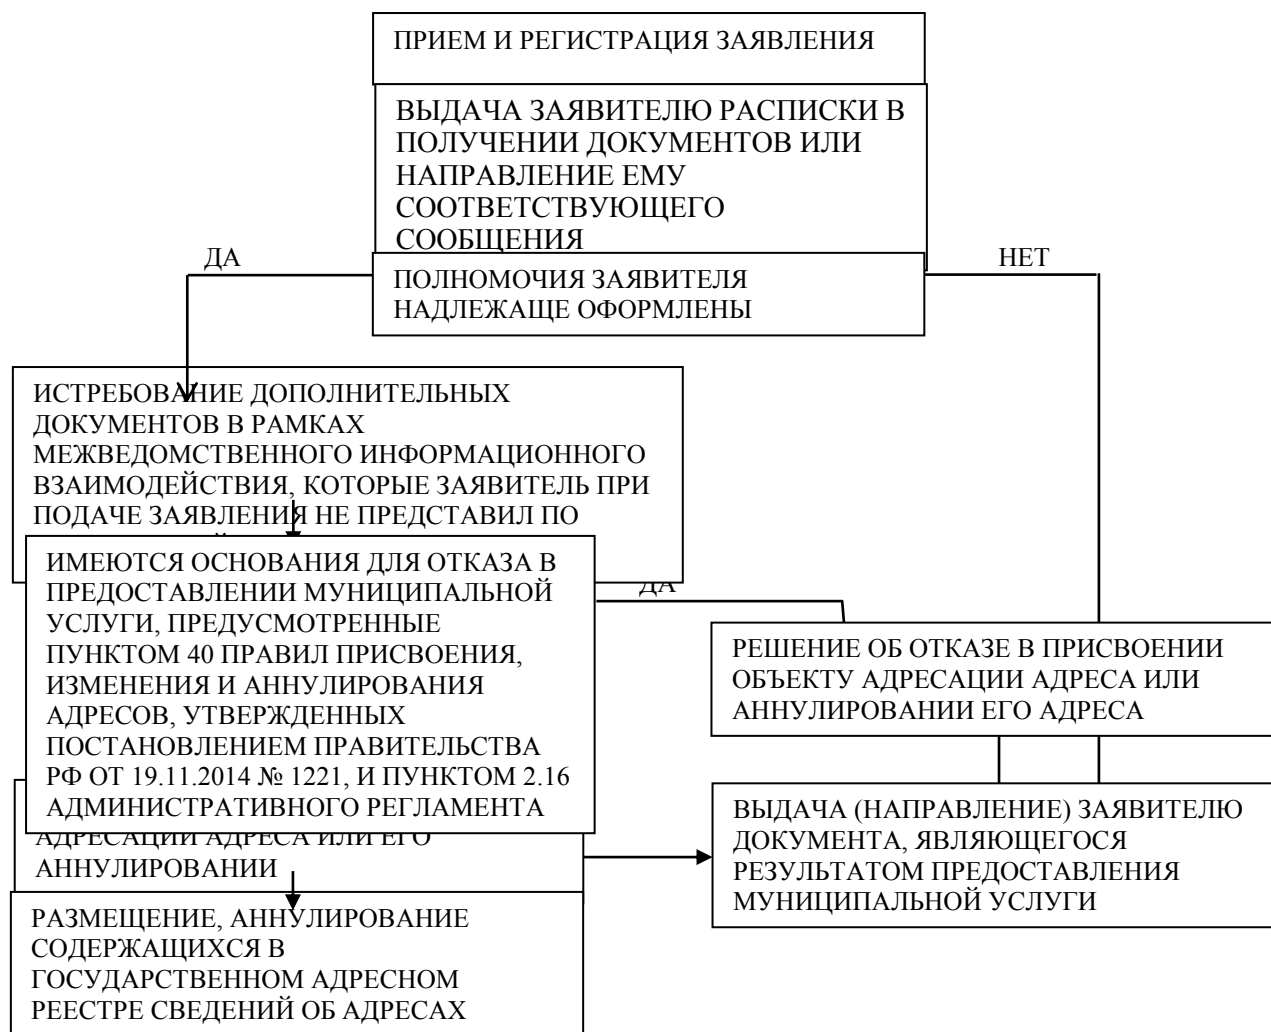 ПРИЕМ И РЕГИСТРАЦИЯ ЗАЯВЛЕНИЯ
ВЫДАЧА ЗАЯВИТЕЛЮ РАСПИСКИ В
ПОЛУЧЕНИИ ДОКУМЕНТОВ ИЛИ
НАПРАВЛЕНИЕ ЕМУ
СООТВЕТСТВУЮЩЕГО
СООБЩЕНИЯ
ДА
НЕТ
ПОЛНОМОЧИЯ ЗАЯВИТЕЛЯ
НАДЛЕЖАЩЕ ОФОРМЛЕНЫ
ИСТРЕБОВАНИЕ ДОПОЛНИТЕЛЬНЫХ
ДОКУМЕНТОВ В РАМКАХ
МЕЖВЕДОМСТВЕННОГО ИНФОРМАЦИОННОГО
ВЗАИМОДЕЙСТВИЯ, КОТОРЫЕ ЗАЯВИТЕЛЬ ПРИ
ПОДАЧЕ ЗАЯВЛЕНИЯ НЕ ПРЕДСТАВИЛ ПО
ИМЕЮТСЯ ОСНОВАНИЯ ДЛЯ ОТКАЗА В
ПРЕДОСТАВЛЕНИИ МУНИЦИПАЛЬНОЙ
УСЛУГИ, ПРЕДУСМОТРЕННЫЕ
ПУНКТОМ 40 ПРАВИЛ ПРИСВОЕНИЯ,
ИЗМЕНЕНИЯ И АННУЛИРОВАНИЯ
АДРЕСОВ, УТВЕРЖДЕННЫХ
ПОСТАНОВЛЕНИЕМ ПРАВИТЕЛЬСТВА
РФ ОТ 19.11.2014 № 1221, И ПУНКТОМ 2.16
АДМИНИСТРАТИВНОГО РЕГЛАМЕНТА
ДА
РЕШЕНИЕ ОБ ОТКАЗЕ В ПРИСВОЕНИИ
ОБЪЕКТУ АДРЕСАЦИИ АДРЕСА ИЛИ
АННУЛИРОВАНИИ ЕГО АДРЕСА
АДРЕСАЦИИ АДРЕСА ИЛИ ЕГО
АННУЛИРОВАНИИ
ВЫДАЧА (НАПРАВЛЕНИЕ) ЗАЯВИТЕЛЮ
ДОКУМЕНТА, ЯВЛЯЮЩЕГОСЯ
РЕЗУЛЬТАТОМ ПРЕДОСТАВЛЕНИЯ
МУНИЦИПАЛЬНОЙ УСЛУГИ
РАЗМЕЩЕНИЕ, АННУЛИРОВАНИЕ
СОДЕРЖАЩИХСЯ В
ГОСУДАРСТВЕННОМ АДРЕСНОМ
РЕЕСТРЕ СВЕДЕНИЙ ОБ АДРЕСАХ